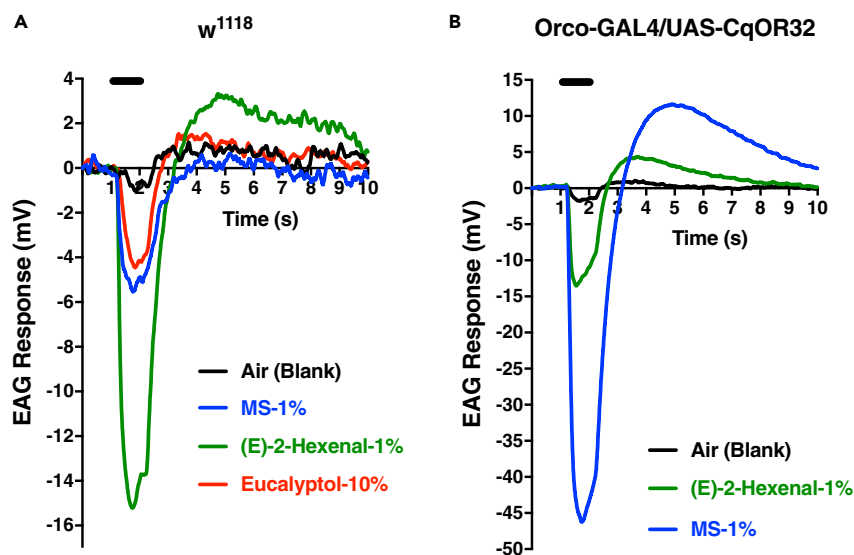 A
w1118
4
2
0
-2
-4
-6
-8
-10
-12
-14
-16
1 2 3 4 5 6 7 8 9 10
Time (s)
EAG Response (mV)
Air (Blank)
MS-1%
(E)-2-Hexenal-1%
Eucalyptol-10%
B
Orco-GAL4/UAS-CqOR32
15
10
5
0
-5
-10
-15
-20
-25
-30
-35
-40
-45
-50
1 2 3 4 5 6 7 8 9 10
Time (s)
EAG Response (mV)
Air (Blank)
(E)-2-Hexenal-1%
MS-1%